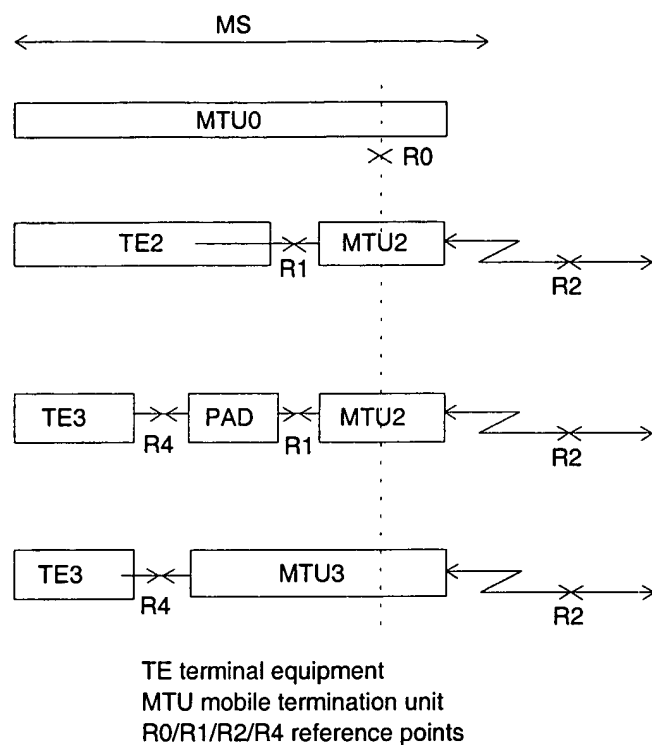 MS
MTU0
R0
TE2 MTU2
R1 R2
TE3 PAD MTU2
R4 R1 R2
TE3 MTU3
R4 R2
TE terminal equipment
MTU mobile termination unit
R0/R1/R2/R4 reference points